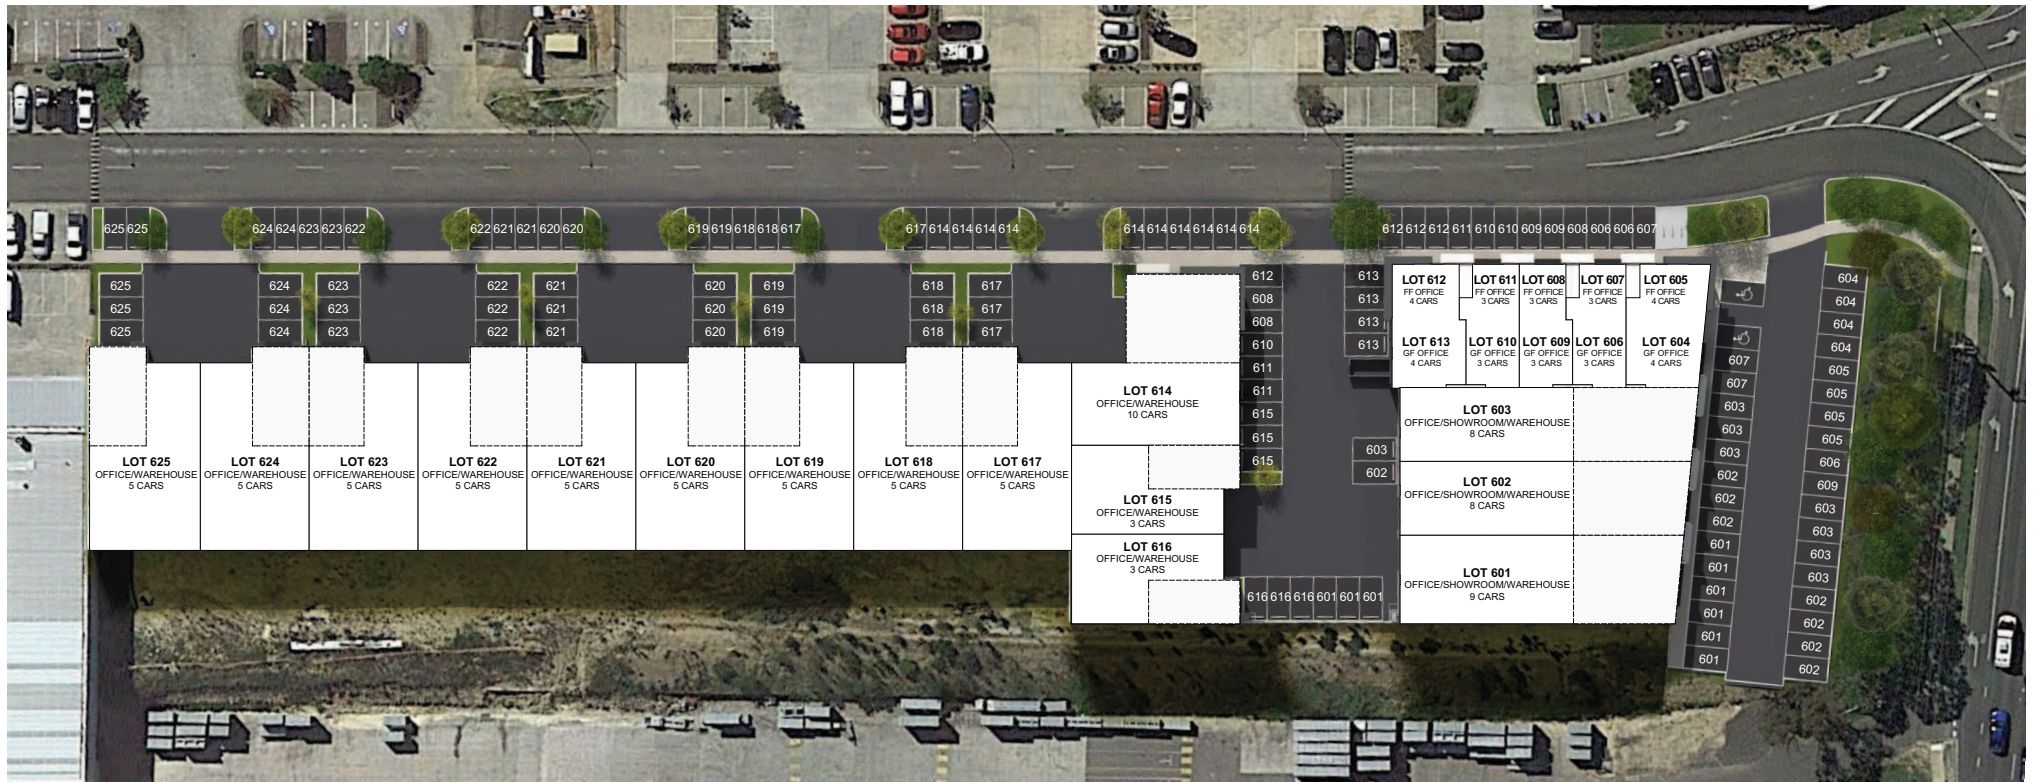 625 625
624 624 623 623 622
622 621 621 620 620
619 619 618 618 617
617 614 614 614 614
614 614 614 614 614 614
612 612 612 611 610 610 609 609 608 606 606 607
625
625
625
624
624
624
623
623
623
622
622
622
621
621
621
620
620
620
619
619
619
618
618
618
617
617
617
612
608
608
610
611
611
615
615
615
613
613
613
613
603
602
LOT 612
FF OFFICE
4 CARS
LOT 611
FF OFFICE
3 CARS
LOT 608
FF OFFICE
3 CARS
LOT 607
FF OFFICE
3 CARS
LOT 605
FF OFFICE
4 CARS
LOT 613
GF OFFICE
4 CARS
LOT 610
GF OFFICE
3 CARS
LOT 609
GF OFFICE
3 CARS
LOT 606
GF OFFICE
3 CARS
LOT 604
GF OFFICE
4 CARS
LOT 625
OFFICE/WAREHOUSE
5 CARS
LOT 624
OFFICE/WAREHOUSE
5 CARS
LOT 623
OFFICE/WAREHOUSE
5 CARS
LOT 622
OFFICE/WAREHOUSE
5 CARS
LOT 621
OFFICE/WAREHOUSE
5 CARS
LOT 620
OFFICE/WAREHOUSE
5 CARS
LOT 619
OFFICE/WAREHOUSE
5 CARS
LOT 618
OFFICE/WAREHOUSE
5 CARS
LOT 617
OFFICE/WAREHOUSE
5 CARS
LOT 614
OFFICE/WAREHOUSE
10 CARS
LOT 615
OFFICE/WAREHOUSE
3 CARS
LOT 616
OFFICE/WAREHOUSE
3 CARS
LOT 603
OFFICE/SHOWROOM/WAREHOUSE
8 CARS
LOT 602
OFFICE/SHOWROOM/WAREHOUSE
8 CARS
LOT 601
OFFICE/SHOWROOM/WAREHOUSE
9 CARS
616 616 616 601 601 601
607
607
603
603
603
602
602
602
601
601
601
601
601
601
604
604
604
604
605
605
605
605
606
609
603
603
603
603
602
602
602
602